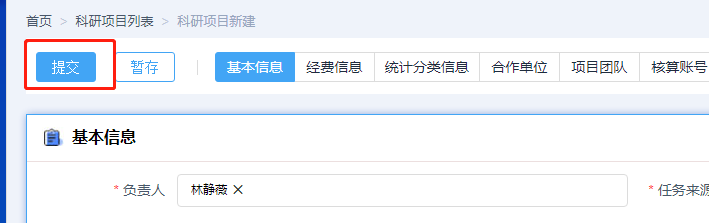 首页 > 科研项目列表 > 科研项目新建
提交 暂存 基本信息 经费信息 统计分类信息 合作单位 项目团队 核算账号
基本信息
* 负责人 林静薇 × * 任务来源